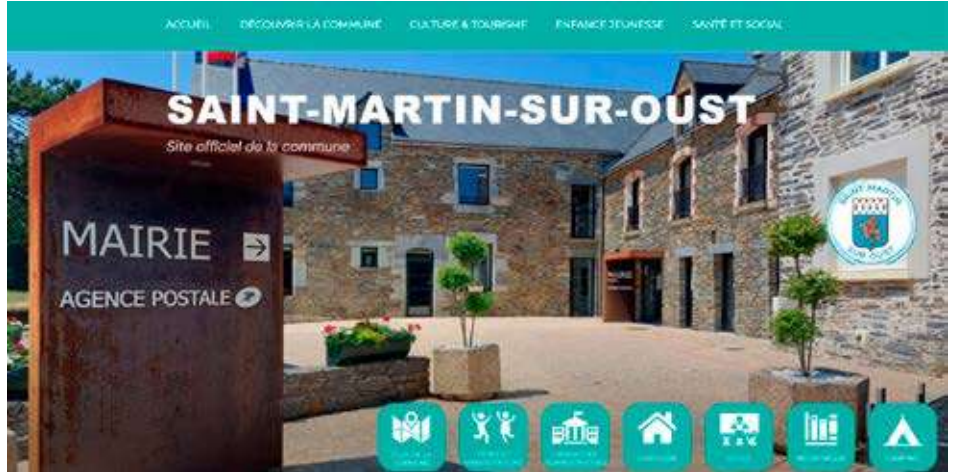 ACCUEIL DÉCOUVRIR LA COMMUNE CULTURE & TOURISME ENFANCE JEUNESSE SANTÉ ET SOCIAL
SAINT-MARTIN-SUR-OUST
Site officiel de la commune
MAIRIE
AGENCE POSTALE
SAINT MARTIN
SUR OUST
MAIRIE